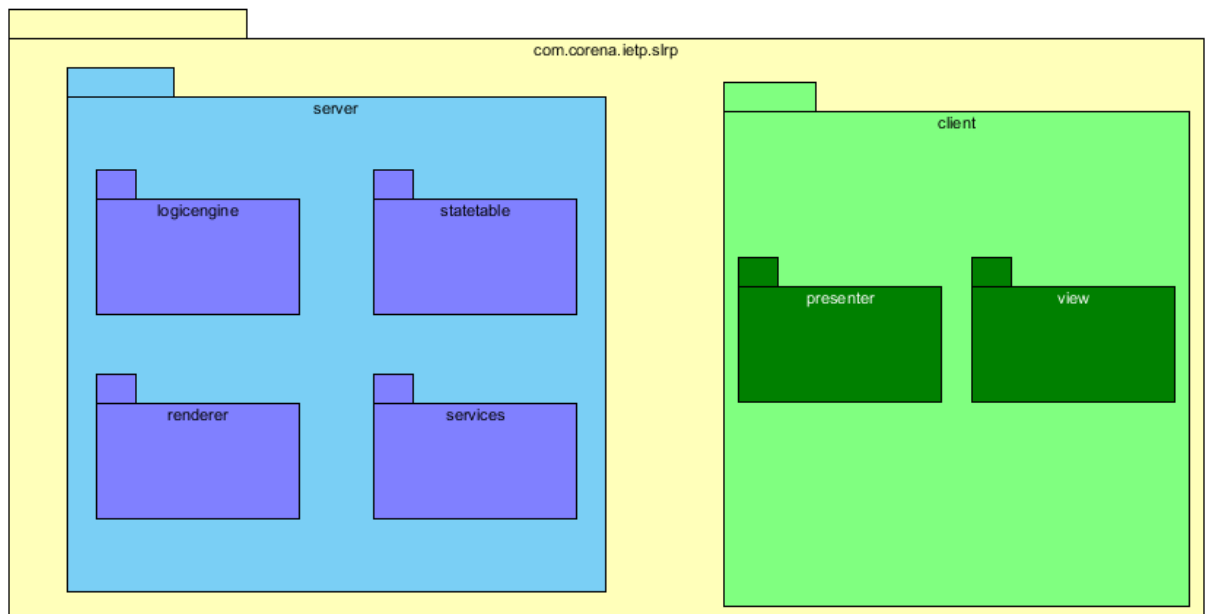 com.corena.ietp.slrp
server
client
logicengine
statetable
presenter
view
renderer
services